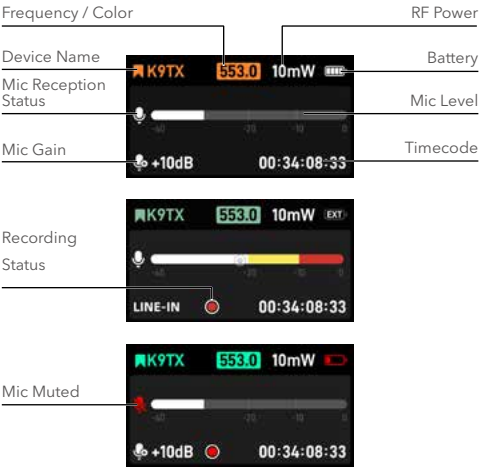 Frequency / Color
RF Power
Device Name
Battery
K9TX 553.0 10mW
Mic Reception
Status
Mic Level
-60 -20 -10 0
Mic Gain
Timecode
+10dB 00:34:08:33
K9TX 553.0 10mW EXT
Recording
Status
-60 -20 -10 0
LINE-IN 00:34:08:33
K9TX 553.0 10mW
Mic Muted
-60 -20 -10 0
+10dB 00:34:08:33